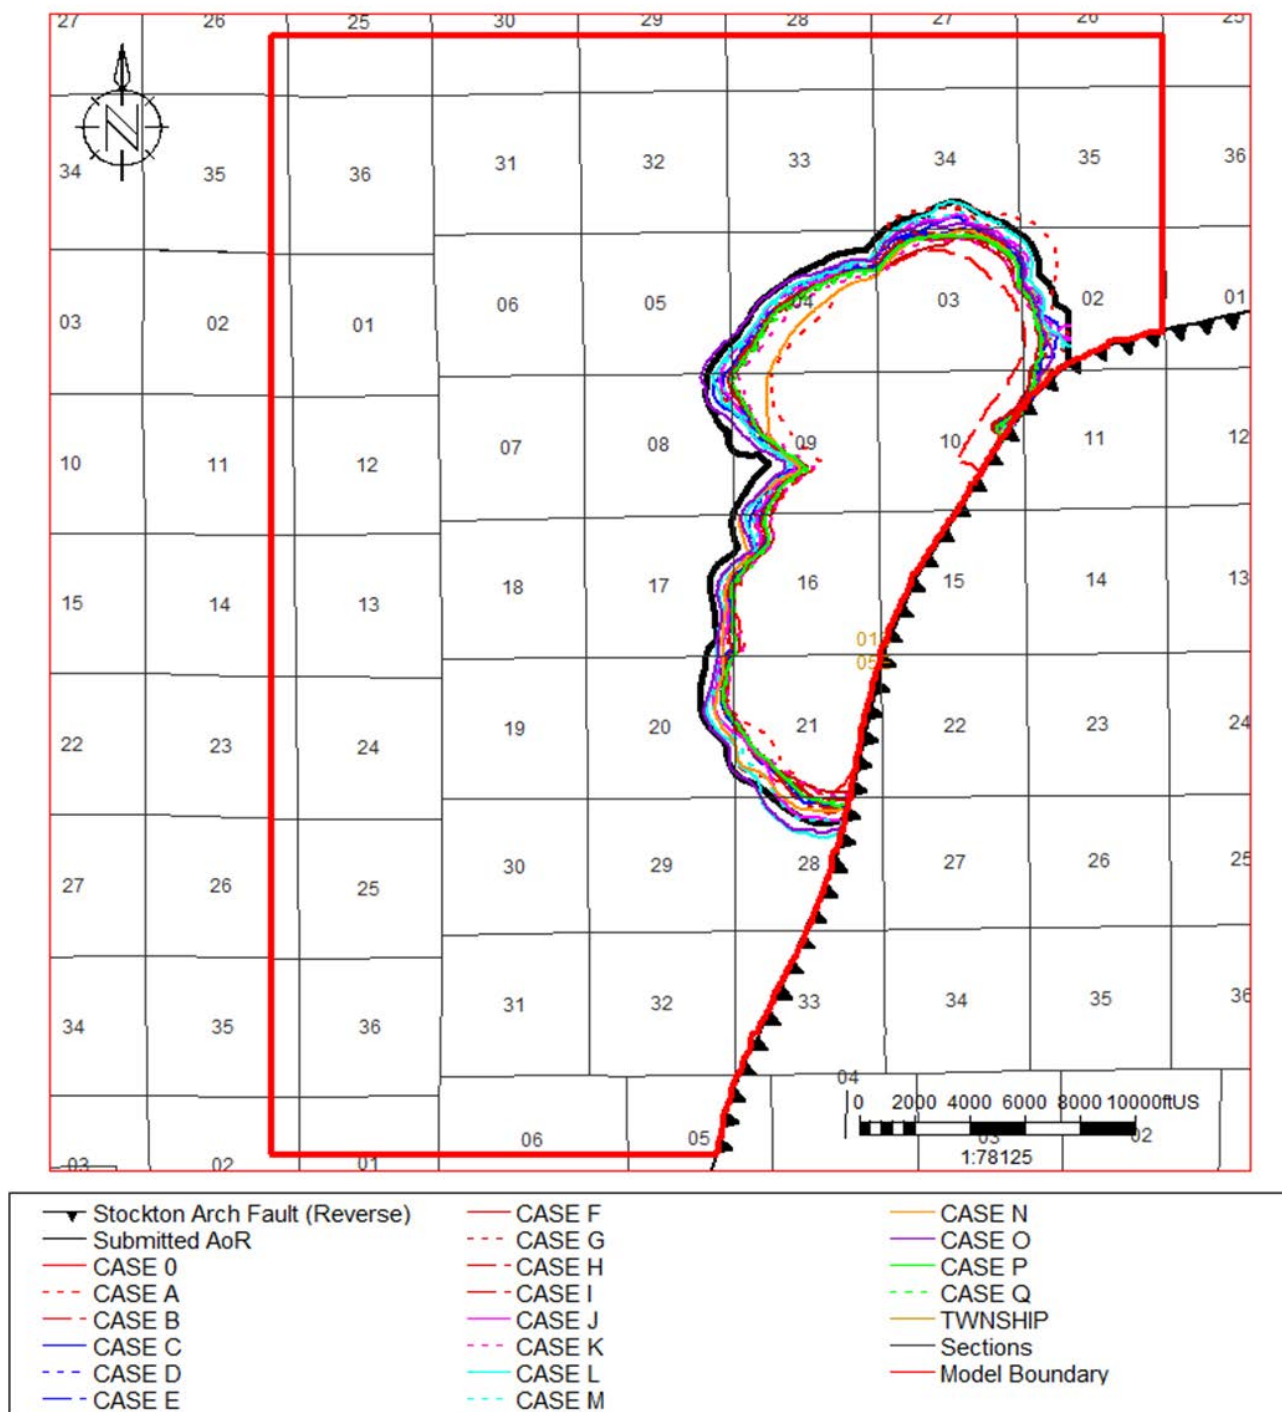 27 26 25 30 29 28 27 26 25
N
34 35 36 31 32 33 34 35 36
03 02 01 06 05 04 03 02 01
10 11 12 07 08 09 10 11 12
15 14 13 18 17 16 15 14 13
01
05
22 23 24 19 20 21 22 23 24
27 26 25 30 29 28 27 26 25
34 35 36 31 32 33 34 35 36
04
0 2000 4000 6000 8000 10000ftUS
03 02 01 06 05 03 02
1:78125
Stockton Arch Fault (Reverse)
Submitted AoR
CASE 0
CASE A
CASE B
CASE C
CASE D
CASE E
CASE F
CASE G
CASE H
CASE I
CASE J
CASE K
CASE L
CASE M
CASE N
CASE O
CASE P
CASE Q
TWNSHIP
Sections
Model Boundary